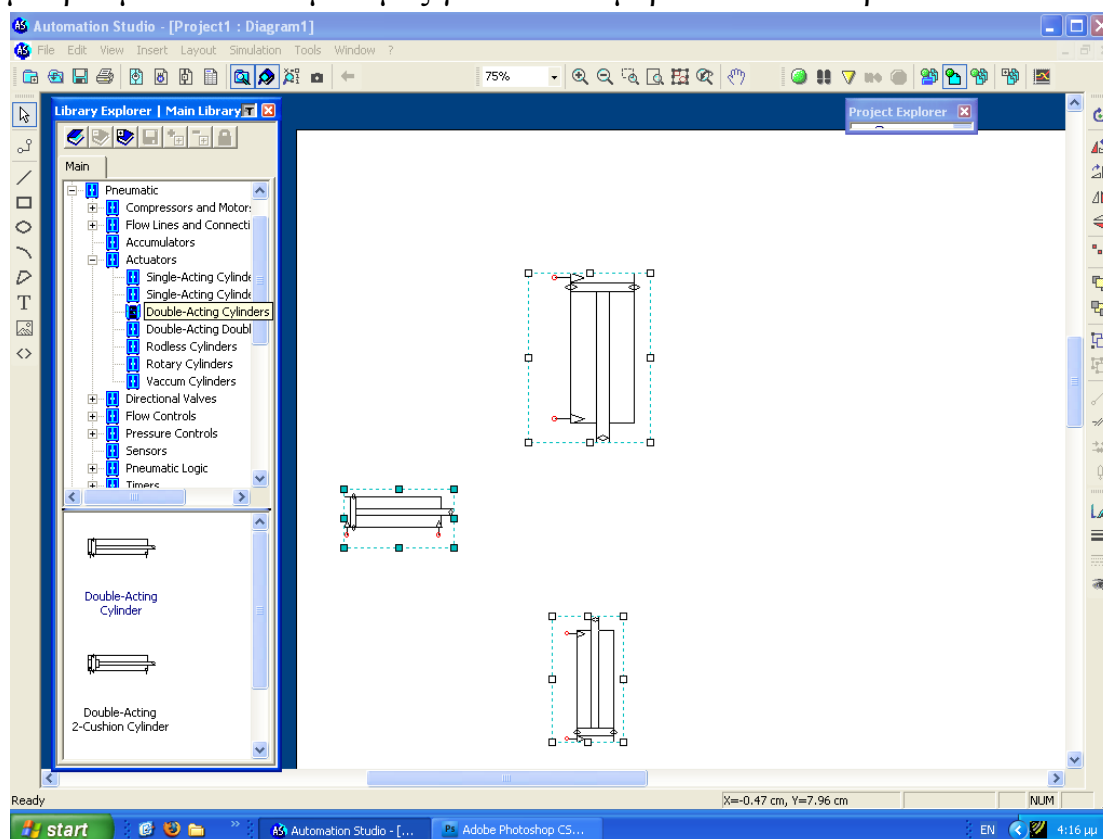 Automation Studio - [Project1 : Diagram1]
File Edit View Insert Layout Simulation Tools Window ?
75%
Library Explorer | Main Library
Project Explorer
Main
Pneumatic
Compressors and Motor
Flow Lines and Connecti
Accumulators
Actuators
Single-Acting Cylinde
Single-Acting Cylinde
Double-Acting Cylinders
Double-Acting Doubl
Rodless Cylinders
Rotary Cylinders
Vaccum Cylinders
Directional Valves
Flow Controls
Pressure Controls
Sensors
Pneumatic Logic
Timers
Double-Acting
Cylinder
Double-Acting
2-Cushion Cylinder
Ready
X=-0.47 cm, Y=7.96 cm
NUM
start
Automation Studio - [...
Adobe Photoshop CS...
EN
4:16 μμ